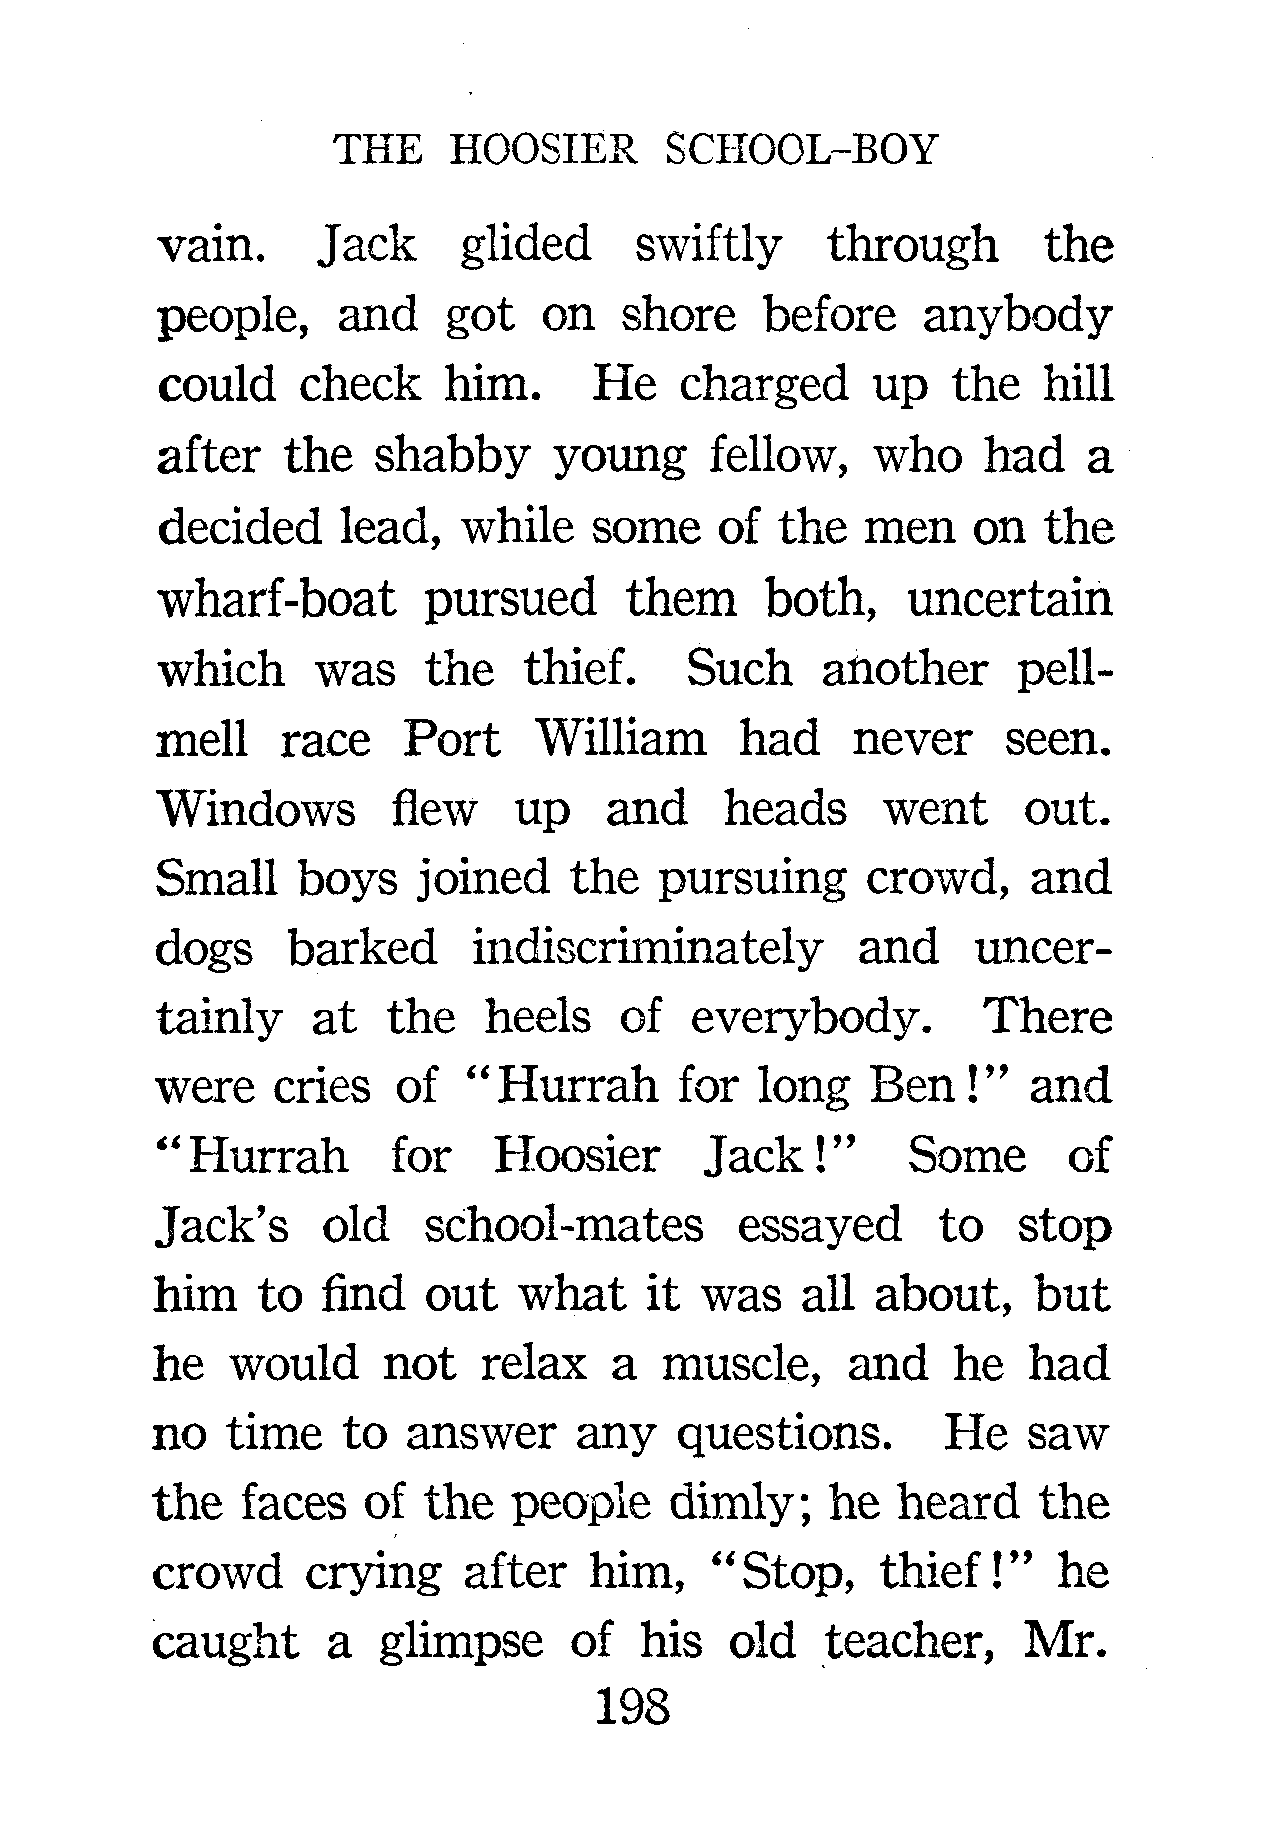 THE HOOSIER SCHOOL-BOY
vain. Jack glided swiftly through the
people, and got on shore before anybody
could check him. He charged up the hill
after the shabby young fellow, who had a
decided lead, while some of the men on the
wharf-boat pursued them both, uncertain
which was the thief. Such another pell-
mell race Port William had never seen.
Windows flew up and heads went out.
Small boys joined the pursuing crowd, and
dogs barked indiscriminately and uncer-
tainly at the heels of everybody. There
were cries of “Hurrah for long Ben!” and
“Hurrah for Hoosier Jack!” Some of
Jack's old school-mates essayed to stop
him to find out what it was all about, but
he would not relax a muscle, and he had
no time to answer any questions. He saw
the faces of the people dimly; he heard the
crowd crying after him, “Stop, thief!” he
caught a glimpse of his old teacher, Mr.
198